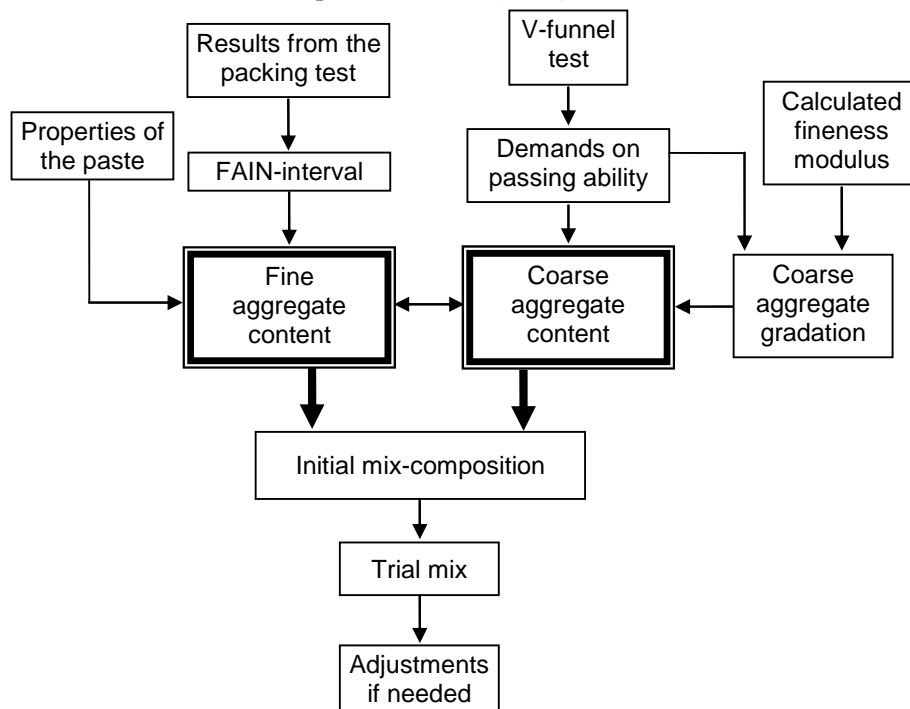 Results from the
packing test
V-funnel
test
Calculated
fineness
modulus
Properties of
the paste
FAIN-interval
Demands on
passing ability
Fine
aggregate
content
Coarse
aggregate
content
Coarse
aggregate
gradation
Initial mix-composition
Trial mix
Adjustments
if needed